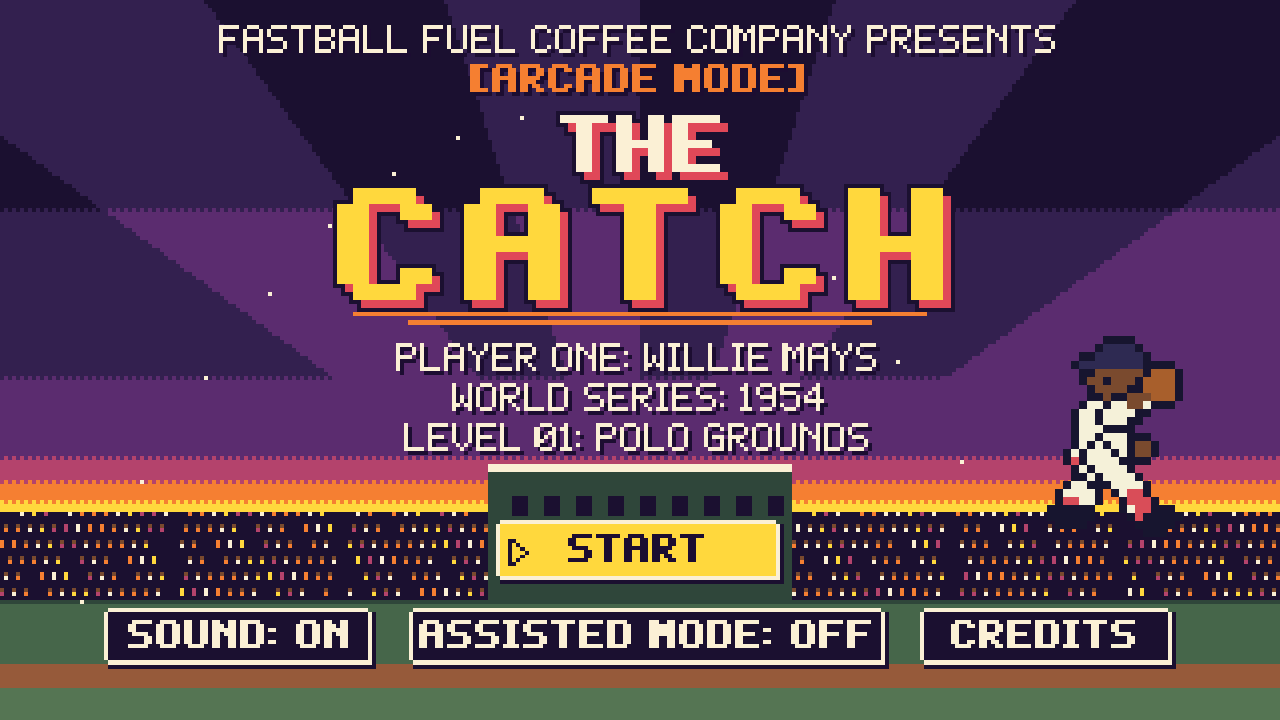 FASTBALL FUEL COFFEE COMPANY PRESENTS
[ARCADE MODE]
THE
CATCH
PLAYER ONE: WILLIE MAYS
WORLD SERIES: 1954
LEVEL 01: POLO GROUNDS
START
SOUND: ON
ASSISTED MODE: OFF
CREDITS